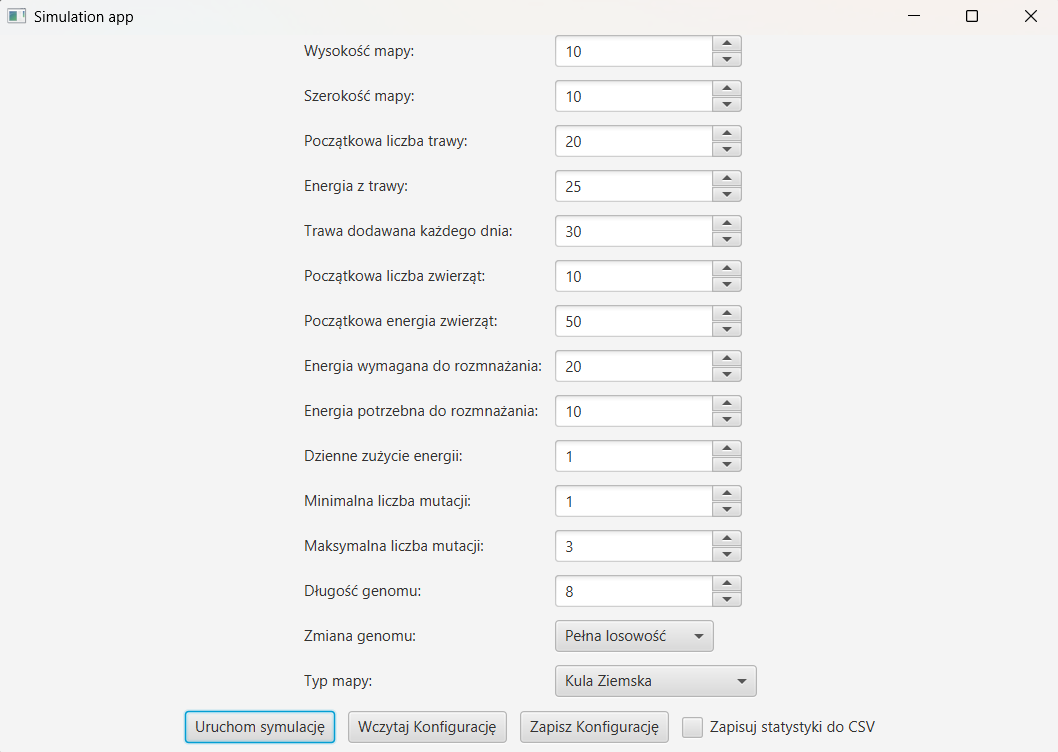 Simulation app
Wysokość mapy: 10
Szerokość mapy: 10
Początkowa liczba trawy: 20
Energia z trawy: 25
Trawa dodawana każdego dnia: 30
Początkowa liczba zwierząt: 10
Początkowa energia zwierząt: 50
Energia wymagana do rozmnażania: 20
Energia potrzebna do rozmnażania: 10
Dzienne zużycie energii: 1
Minimalna liczba mutacji: 1
Maksymalna liczba mutacji: 3
Długość genomu: 8
Zmiana genomu: Pełna losowość
Typ mapy: Kula Ziemska
Uruchom symulację Wczytaj Konfigurację Zapisz Konfigurację Zapisuj statystyki do CSV